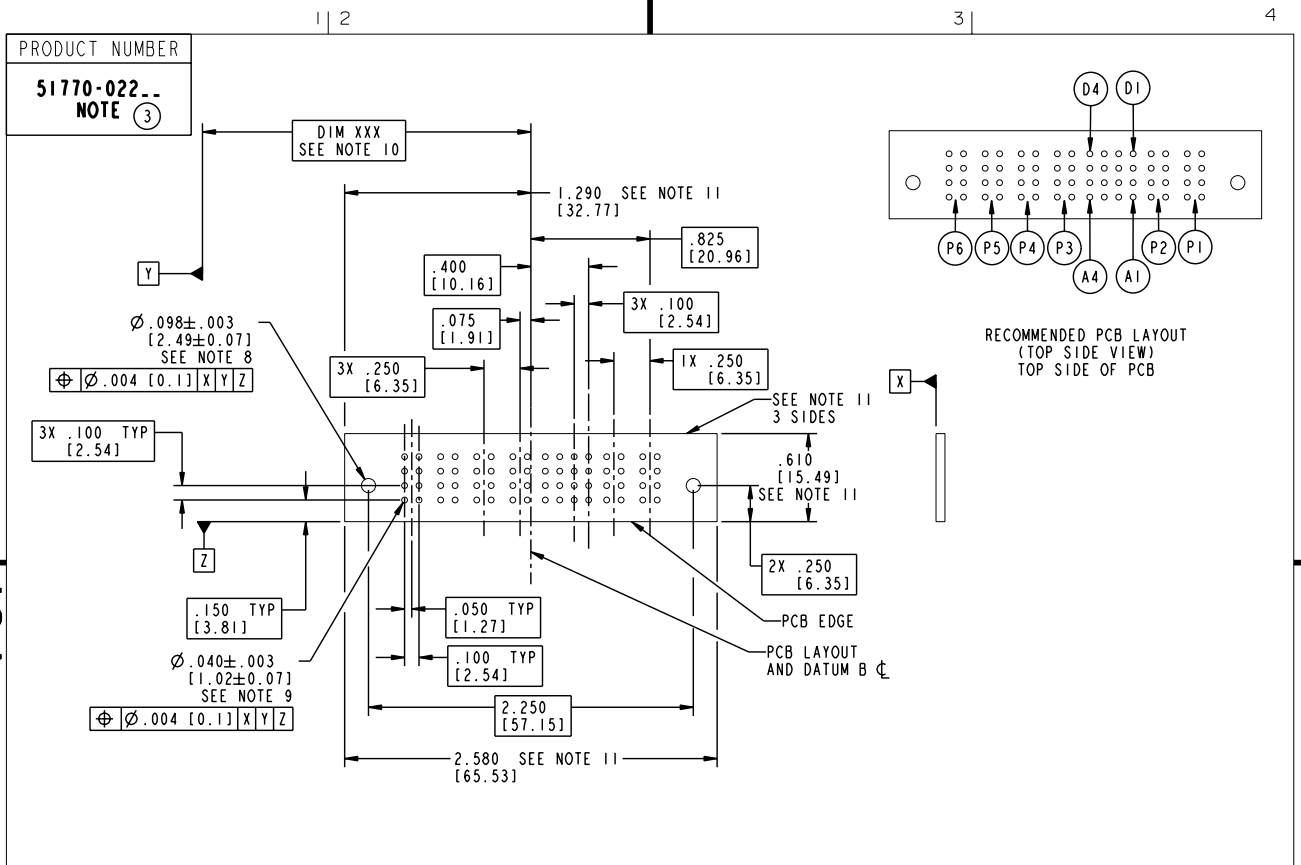 1 2 3 4
PRODUCT NUMBER
51770-022__
NOTE 3
DIM XXX
SEE NOTE 10
1.290 SEE NOTE 11
[32.77]
.825
[20.96]
.400
[10.16]
3X .100
[2.54]
.075
[1.91]
1X .250
[6.35]
3X .250
[6.35]
Y
Ø.098±.003
[2.49±0.07]
SEE NOTE 8
⌖ Ø.004 [0.1] X Y Z
3X .100 TYP
[2.54]
SEE NOTE 11
3 SIDES
.610
[15.49]
SEE NOTE 11
Z
2X .250
[6.35]
.150 TYP
[3.81]
.050 TYP
[1.27]
PCB EDGE
.100 TYP
[2.54]
PCB LAYOUT
AND DATUM B ℄
Ø.040±.003
[1.02±0.07]
SEE NOTE 9
⌖ Ø.004 [0.1] X Y Z
2.250
[57.15]
2.580 SEE NOTE 11
[65.53]
D4 D1
P6 P5 P4 P3 P2 P1
A4 A1
RECOMMENDED PCB LAYOUT
(TOP SIDE VIEW)
TOP SIDE OF PCB
X